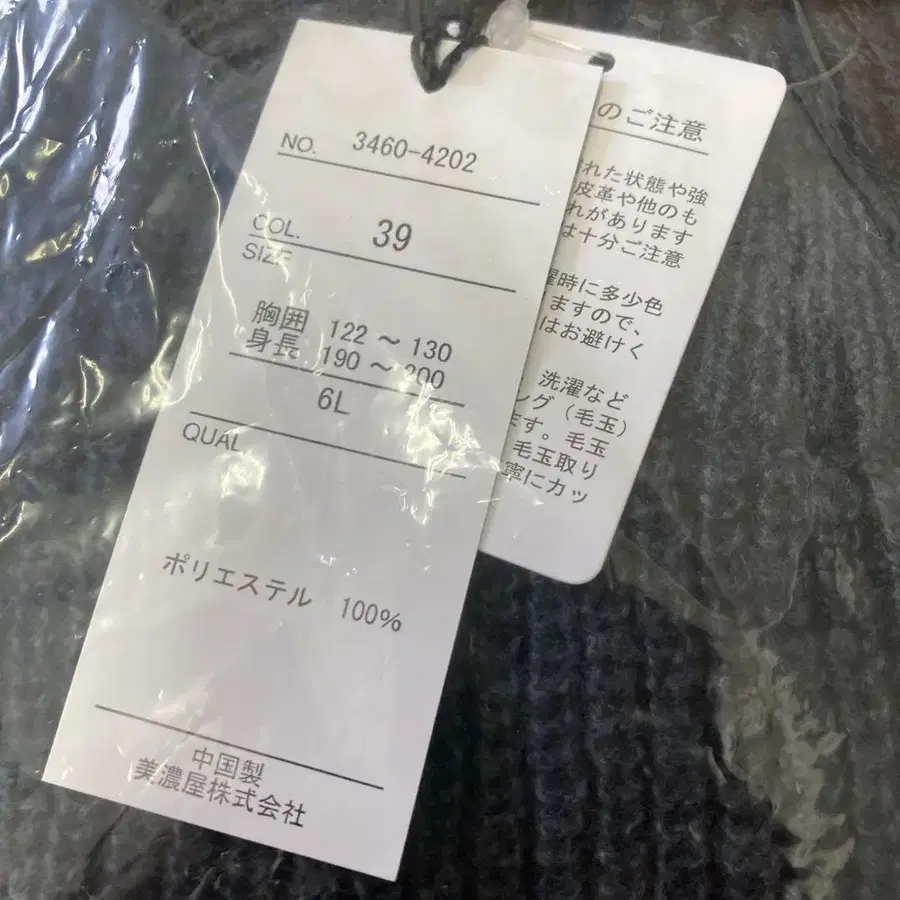 NO. 3460-4202
COL. 39
SIZE
胸囲 122 ～ 130
身長 190 ～ 200
6L
QUAL
ポリエステル 100%
中国製
美濃屋株式会社
のご注意
れた状態や強
皮革や他のも
れがあります
は十分ご注意
濯時に多少色
ますので、
はお避けく
洗濯など
ング（毛玉）
ます。毛玉
毛玉取り
寧にカッ